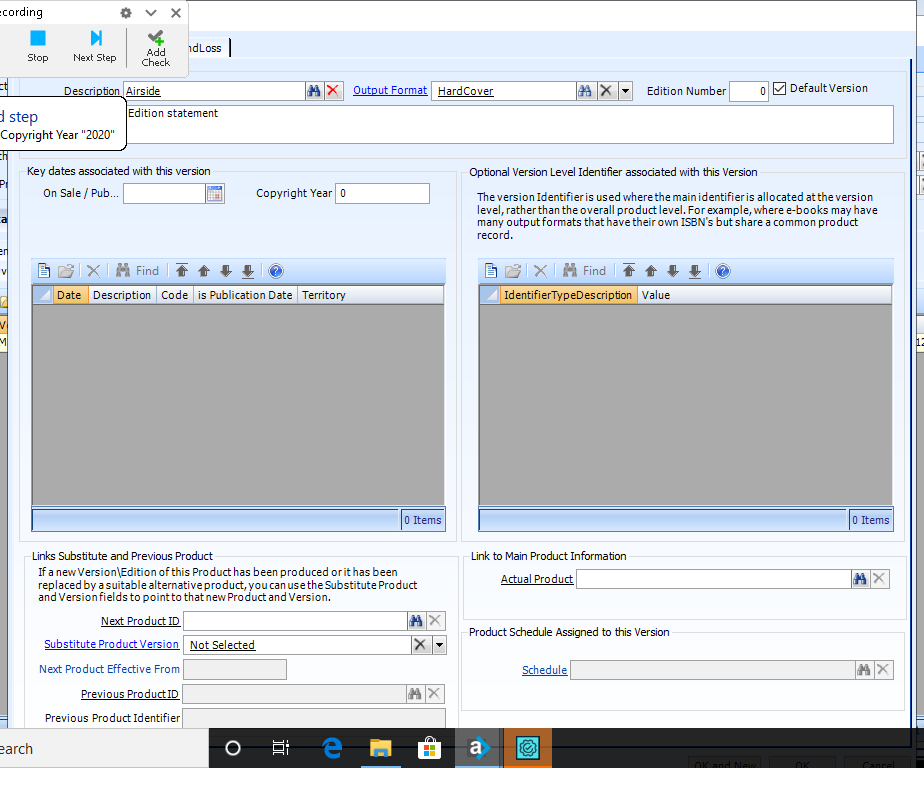 ecording
Stop
Next Step
Add
Check
ndLoss
Description
Airside
Output Format
HardCover
Edition Number
0
Default Version
d step
Copyright Year "2020"
Edition statement
Key dates associated with this version
On Sale / Pub...
Copyright Year
0
Optional Version Level Identifier associated with this Version
The version Identifier is used where the main identifier is allocated at the version
level, rather than the overall product level. For example, where e-books may have
many output formats that have their own ISBN's but share a common product
record.
Find
Find
Date
Description
Code
is Publication Date
Territory
IdentifierTypeDescription
Value
0 Items
0 Items
Links Substitute and Previous Product
If a new Version\Edition of this Product has been produced or it has been
replaced by a suitable alternative product, you can use the Substitute Product
and Version fields to point to that new Product and Version.
Next Product ID
Substitute Product Version
Not Selected
Next Product Effective From
Previous Product ID
Previous Product Identifier
Link to Main Product Information
Actual Product
Product Schedule Assigned to this Version
Schedule
earch
OK and New
OK
Cancel